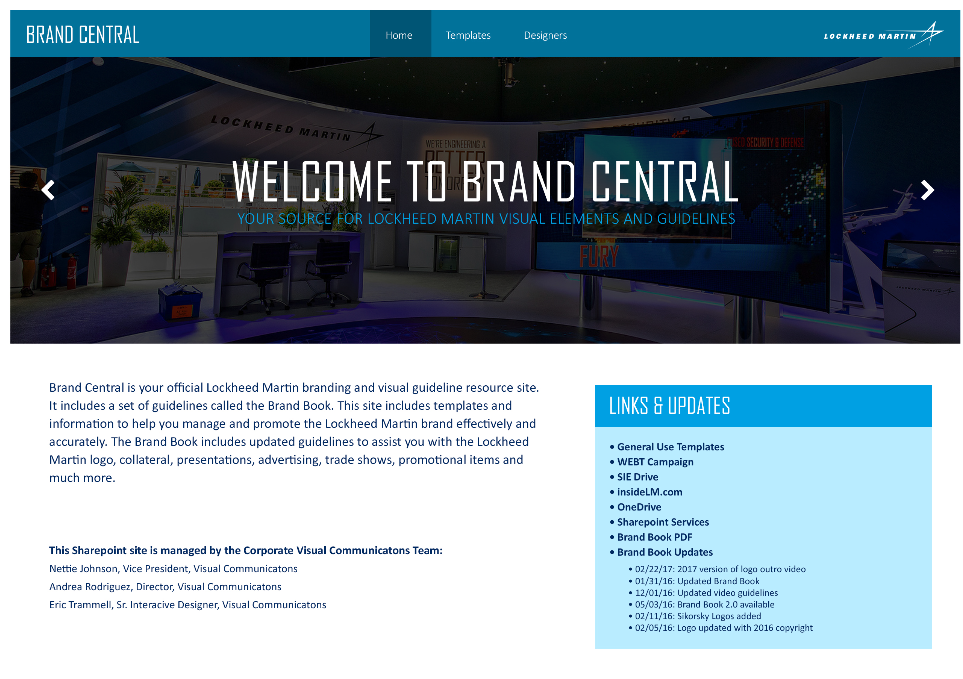 BRAND CENTRAL
Home
Templates
Designers
LOCKHEED MARTIN
LOCKHEED MARTIN
WE'RE ENGINEERING A
BETTER
TOMORROW
WELCOME TO BRAND CENTRAL
YOUR SOURCE FOR LOCKHEED MARTIN VISUAL ELEMENTS AND GUIDELINES
FURY
Brand Central is your official Lockheed Martin branding and visual guideline resource site.
It includes a set of guidelines called the Brand Book. This site includes templates and
information to help you manage and promote the Lockheed Martin brand effectively and
accurately. The Brand Book includes updated guidelines to assist you with the Lockheed
Martin logo, collateral, presentations, advertising, trade shows, promotional items and
much more.
This Sharepoint site is managed by the Corporate Visual Communicatons Team:
Nettie Johnson, Vice President, Visual Communicatons
Andrea Rodriguez, Director, Visual Communicatons
Eric Trammell, Sr. Interacive Designer, Visual Communicatons
LINKS & UPDATES
• General Use Templates
• WEBT Campaign
• SIE Drive
• insideLM.com
• OneDrive
• Sharepoint Services
• Brand Book PDF
• Brand Book Updates
• 02/22/17: 2017 version of logo outro video
• 01/31/16: Updated Brand Book
• 12/01/16: Updated video guidelines
• 05/03/16: Brand Book 2.0 available
• 02/11/16: Sikorsky Logos added
• 02/05/16: Logo updated with 2016 copyright